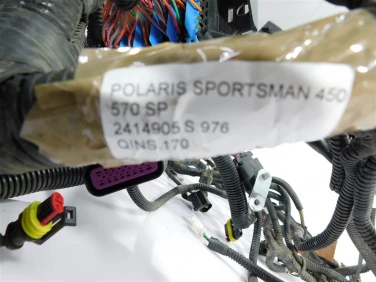 POLARIS SPORTSMAN 450
570 SP
2414905 S.976
QINS.170